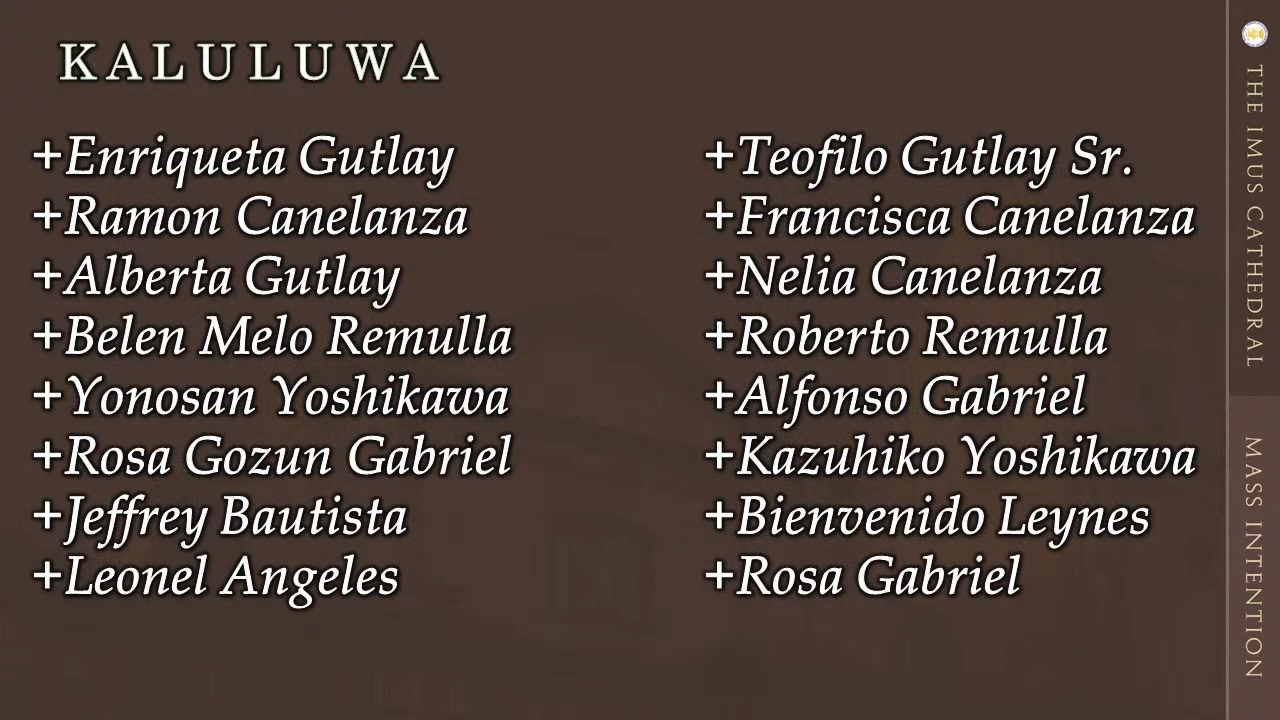 KALULUWA
+Enriqueta Gutlay
+Ramon Canelanza
+Alberta Gutlay
+Belen Melo Remulla
+Yonosan Yoshikawa
+Rosa Gozun Gabriel
+Jeffrey Bautista
+Leonel Angeles
+Teofilo Gutlay Sr.
+Francisca Canelanza
+Nelia Canelanza
+Roberto Remulla
+Alfonso Gabriel
+Kazuhiko Yoshikawa
+Bienvenido Leynes
+Rosa Gabriel
THE IMUS CATHEDRAL
MASS INTENTION